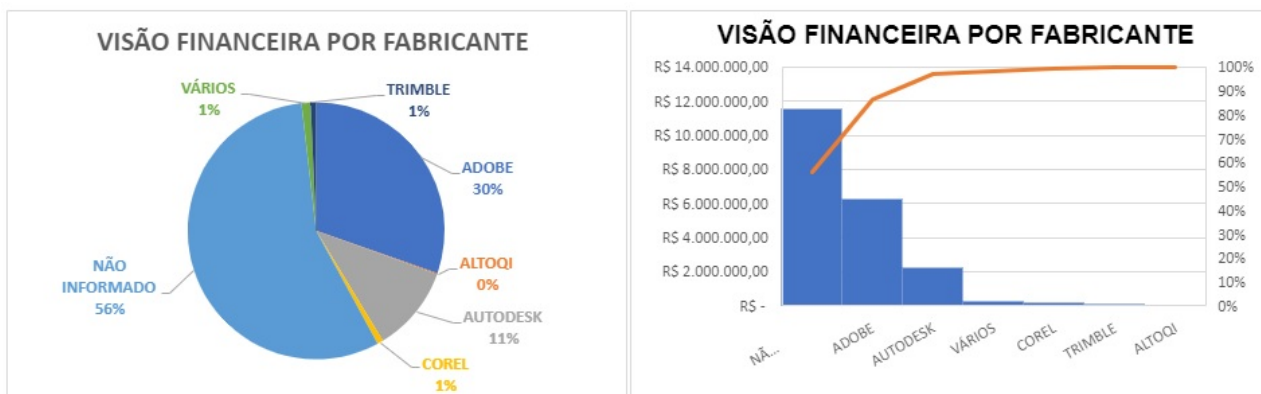 VISÃO FINANCEIRA POR FABRICANTE
VÁRIOS
1%
TRIMBLE
1%
ADOBE
30%
NÃO
INFORMADO
56%
ALTOQI
0%
AUTODESK
11%
COREL
1%
VISÃO FINANCEIRA POR FABRICANTE
R$ 14.000.000,00
R$ 12.000.000,00
R$ 10.000.000,00
R$ 8.000.000,00
R$ 6.000.000,00
R$ 4.000.000,00
R$ 2.000.000,00
R$ -
100%
90%
80%
70%
60%
50%
40%
30%
20%
10%
0%
NÃ...
ADOBE
AUTODESK
VÁRIOS
COREL
TRIMBLE
ALTOQI